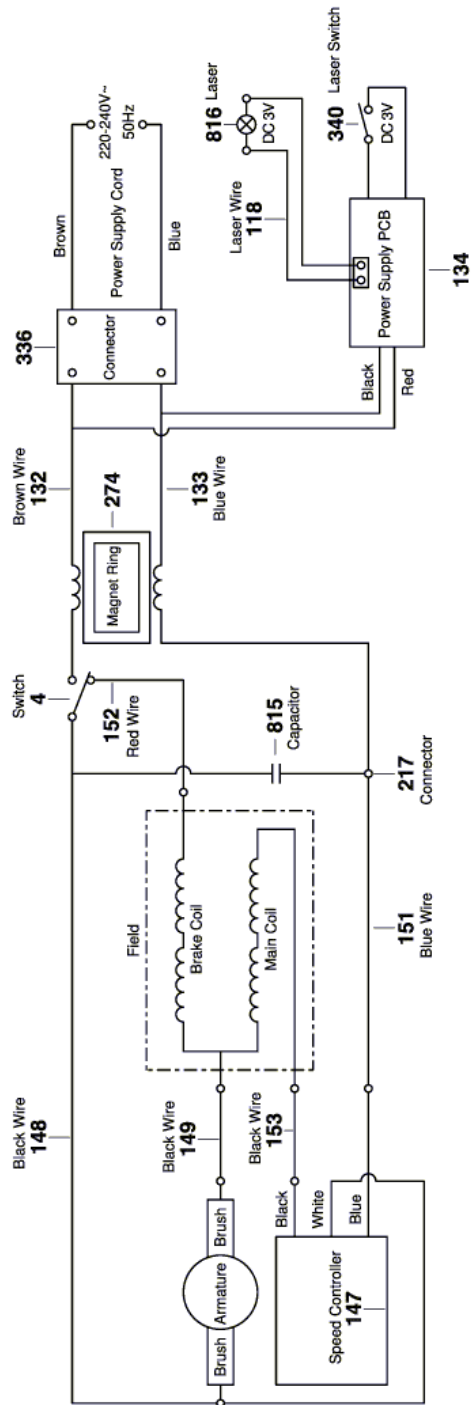 220-240V~
50Hz
Power Supply Cord
Brown
Blue
336
Connector
Laser
816
DC 3V
Laser Wire
118
Laser Switch
340
DC 3V
Power Supply PCB
134
Black
Red
Brown Wire
132
274
Magnet Ring
133
Blue Wire
Switch
4
152
Red Wire
815
Capacitor
217
Connector
Field
Brake Coil
Main Coil
151
Blue Wire
Black Wire
148
Black Wire
149
Black Wire
153
Brush
Armature
Brush
Black
White
Blue
Speed Controller
147